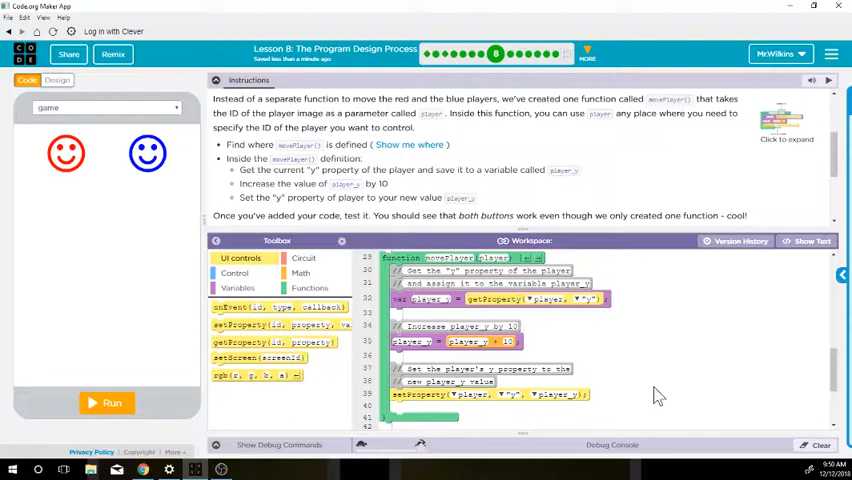 Code.org Maker App
File Edit View Help
Log in with Clever
CODE
Share
Remix
Lesson 8: The Program Design Process
Saved less than a minute ago
8
MORE
Mr.Wilkins
Code
Design
Instructions
game
Instead of a separate function to move the red and the blue players, we've created one function called movePlayer() that takes
the ID of the player image as a parameter called player. Inside this function, you can use player any place where you need to
specify the ID of the player you want to control.
• Find where movePlayer() is defined ( Show me where )
• Inside the movePlayer() definition:
Get the current "y" property of the player and save it to a variable called player_y
Increase the value of player_y by 10
Set the "y" property of player to your new value player_y
Once you've added your code, test it. You should see that both buttons work even though we only created one function - cool!
Click to expand
Toolbox
Workspace:
Version History
Show Text
UI controls
Circuit
Control
Math
Variables
Functions
onEvent(id, type, callback)
setProperty(id, property, va
getProperty(id, property)
setScreen(screenId)
rgb(r, g, b, a)
29 function movePlayer(player)
30 // Get the "y" property of the player
31 // and assign it to the variable player_y
32 var player_y = getProperty(player, "y");
33
34 // Increase player_y by 10
35 player_y = player_y + 10;
36
37 // Set the player's y property to the
38 // new player_y value
39 setProperty(player, "y", player_y);
40
41 }
42
Run
Privacy Policy | Copyright | More
Show Debug Commands
Debug Console
Clear
9:50 AM
12/12/2018